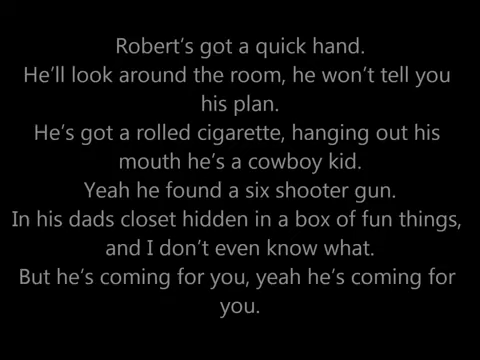 Robert’s got a quick hand.
He’ll look around the room, he won’t tell you
his plan.
He’s got a rolled cigarette, hanging out his
mouth he’s a cowboy kid.
Yeah he found a six shooter gun.
In his dads closet hidden in a box of fun things,
and I don’t even know what.
But he’s coming for you, yeah he’s coming for
you.